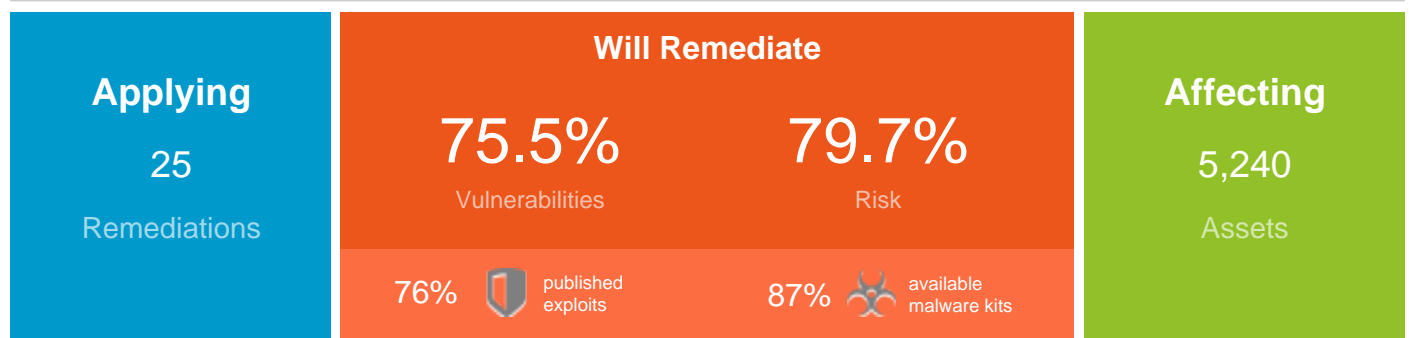 Applying
25
Remediations
Will Remediate
75.5%
Vulnerabilities
79.7%
Risk
76%
published
exploits
87%
available
malware kits
Affecting
5,240
Assets